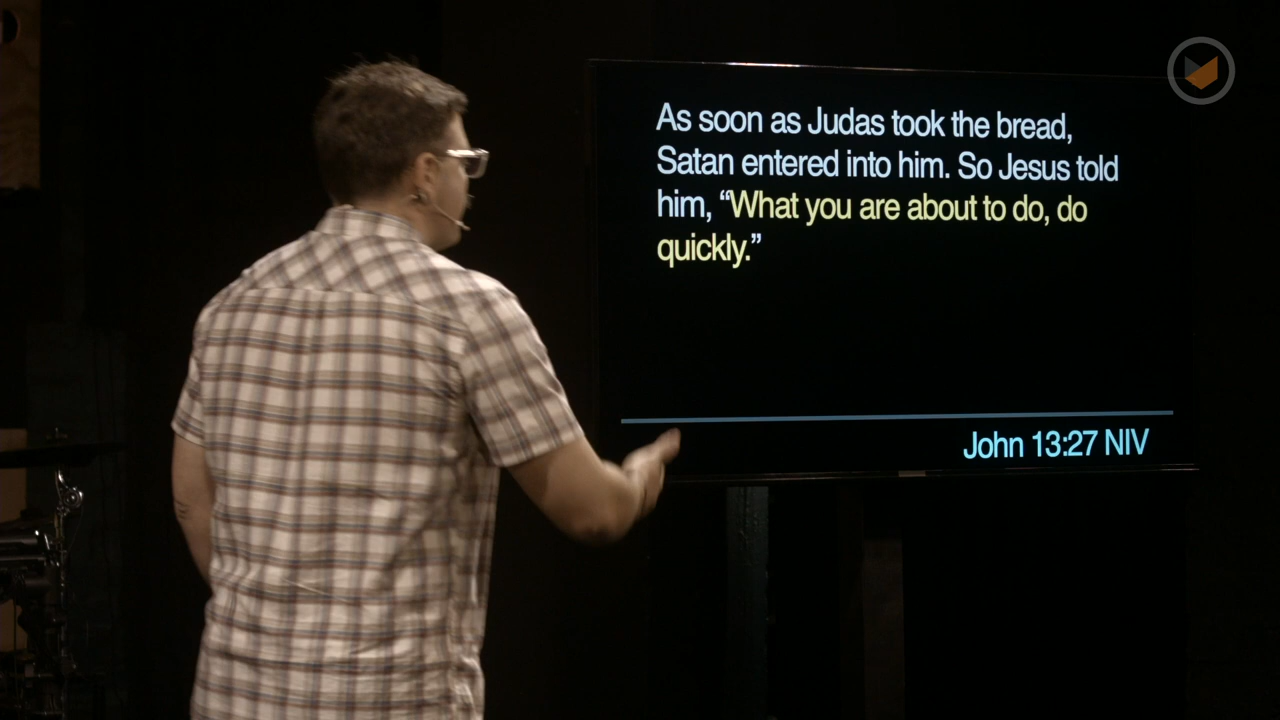 As soon as Judas took the bread,
Satan entered into him. So Jesus told
him, “What you are about to do, do
quickly.”
John 13:27 NIV